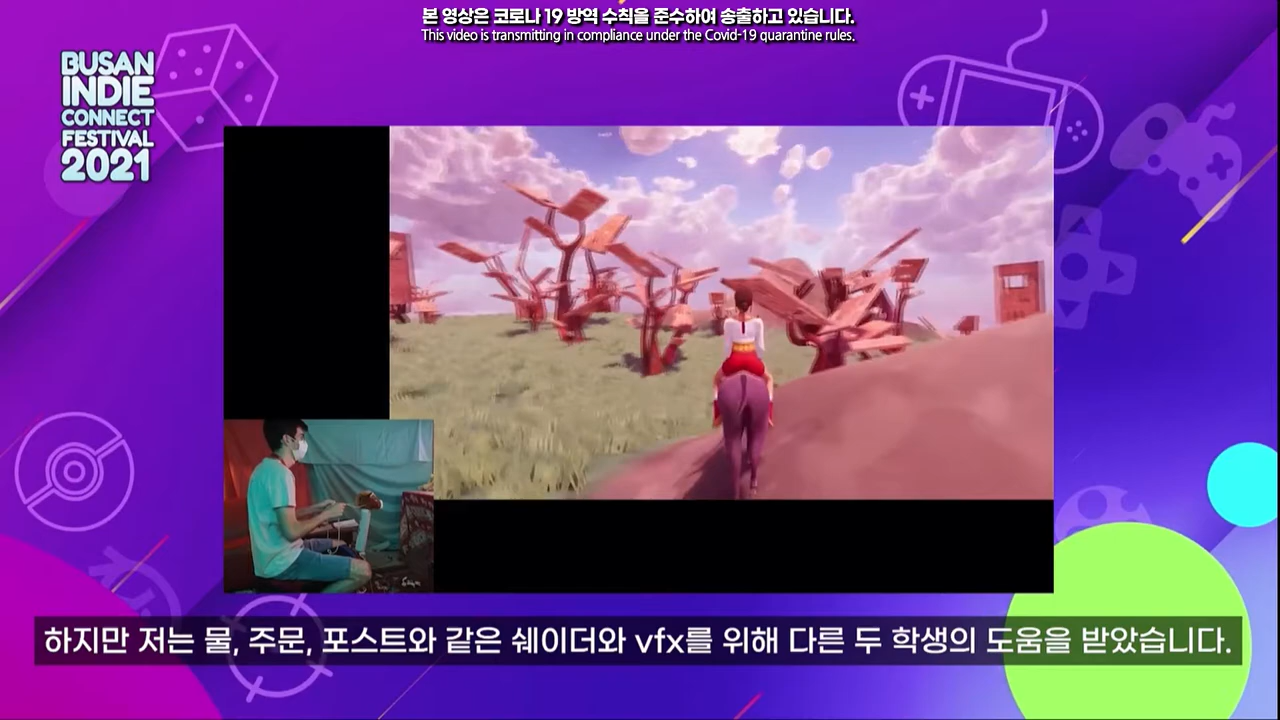 본 영상은 코로나 19 방역 수칙을 준수하여 송출하고 있습니다.
This video is transmitting in compliance under the Covid-19 quarantine rules.
BUSAN
INDIE
CONNECT
FESTIVAL
2021
하지만 저는 물, 주문, 포스트와 같은 쉐이더와 vfx를 위해 다른 두 학생의 도움을 받았습니다.